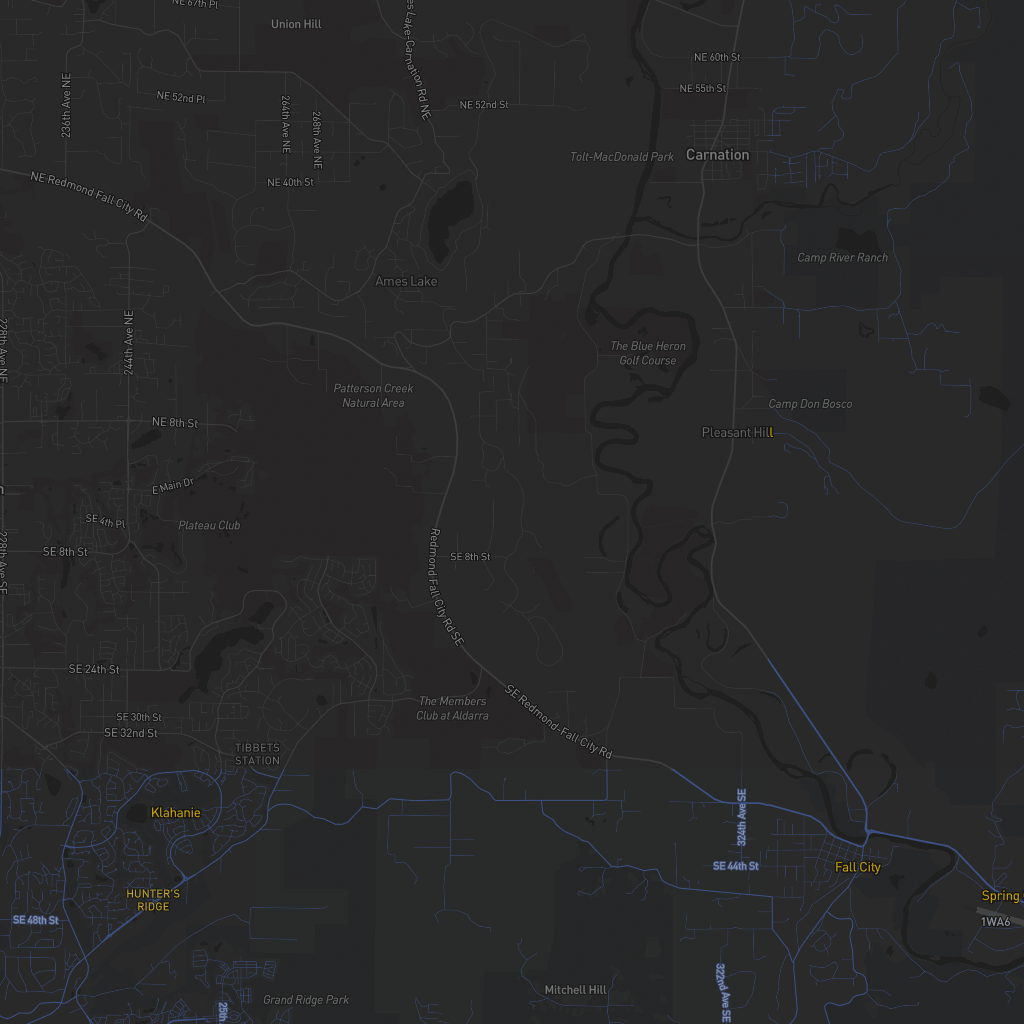 NE 67th Pl
Union Hill
Ames Lake-Carnation Rd NE
NE 60th St
NE 55th St
236th Ave NE
NE 52nd Pl
264th Ave NE
268th Ave NE
NE 52nd St
Tolt-MacDonald Park
Carnation
NE 40th St
NE Redmond Fall City Rd
Camp River Ranch
Ames Lake
228th Ave NE
244th Ave NE
The Blue Heron
Golf Course
Patterson Creek
Natural Area
Camp Don Bosco
NE 8th St
Pleasant Hill
E Main Dr
SE 4th Pl
Plateau Club
SE 8th St
228th Ave SE
Redmond Fall City Rd SE
SE 8th St
SE 24th St
The Members
Club at Aldarra
SE Redmond-Fall City Rd
SE 30th St
SE 32nd St
TIBBETS
STATION
Klahanie
324th Ave SE
SE 44th St
Fall City
HUNTER'S
RIDGE
Spring
SE 48th St
1WA6
Mitchell Hill
322nd Ave SE
Grand Ridge Park
25th